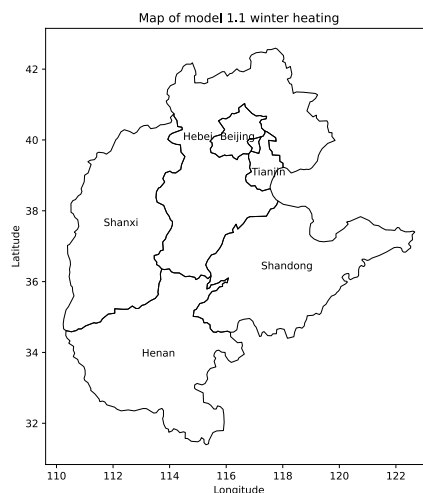 Map of model 1.1 winter heating
42
40
38
36
34
32
Latitude
Hebei Beijing
Tianjin
Shanxi
Shandong
Henan
110 112 114 116 118 120 122
Longitude